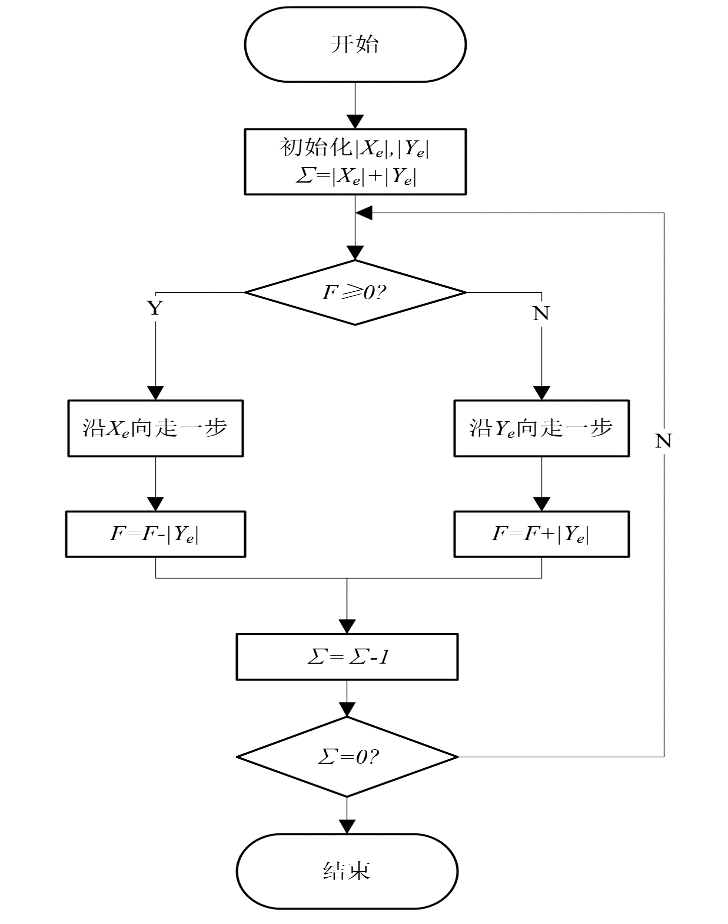 开始
初始化|Xe|,|Ye|
Σ=|Xe|+|Ye|
F≥0?
Y
N
沿Xe向走一步
沿Ye向走一步
N
F=F-|Ye|
F=F+|Ye|
Σ=Σ-1
Σ=0?
结束